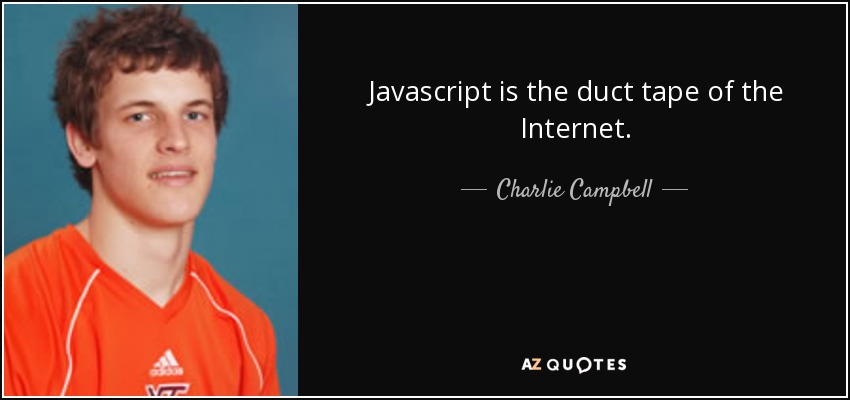 Javascript is the duct tape of the
Internet.
Charlie Campbell
adidas
AZ QUOTES